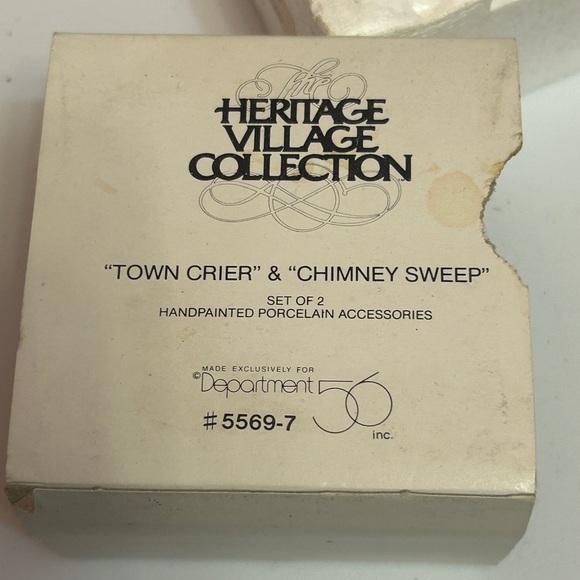 The
HERITAGE
VILLAGE
COLLECTION
“TOWN CRIER” & “CHIMNEY SWEEP”
SET OF 2
HANDPAINTED PORCELAIN ACCESSORIES
MADE EXCLUSIVELY FOR
©Department 56 inc.
#5569-7